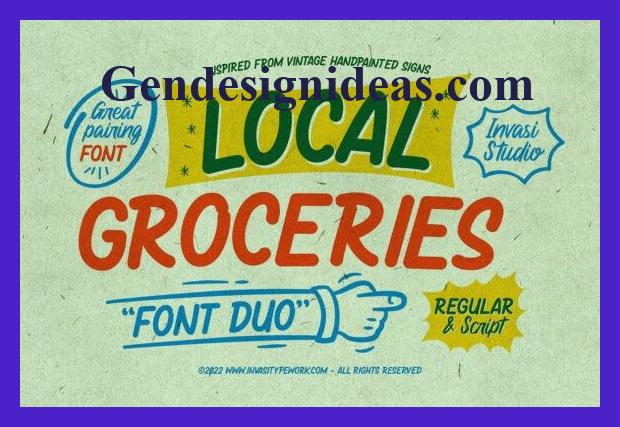 INSPIRED FROM VINTAGE HANDPAINTED SIGNS
Gendesignideas.com
Great
pairing
FONT
LOCAL
Invasi
Studio
GROCERIES
"FONT DUO"
REGULAR
& Script
©2022 WWW.INVASITYPEWORK.COM - ALL RIGHTS RESERVED